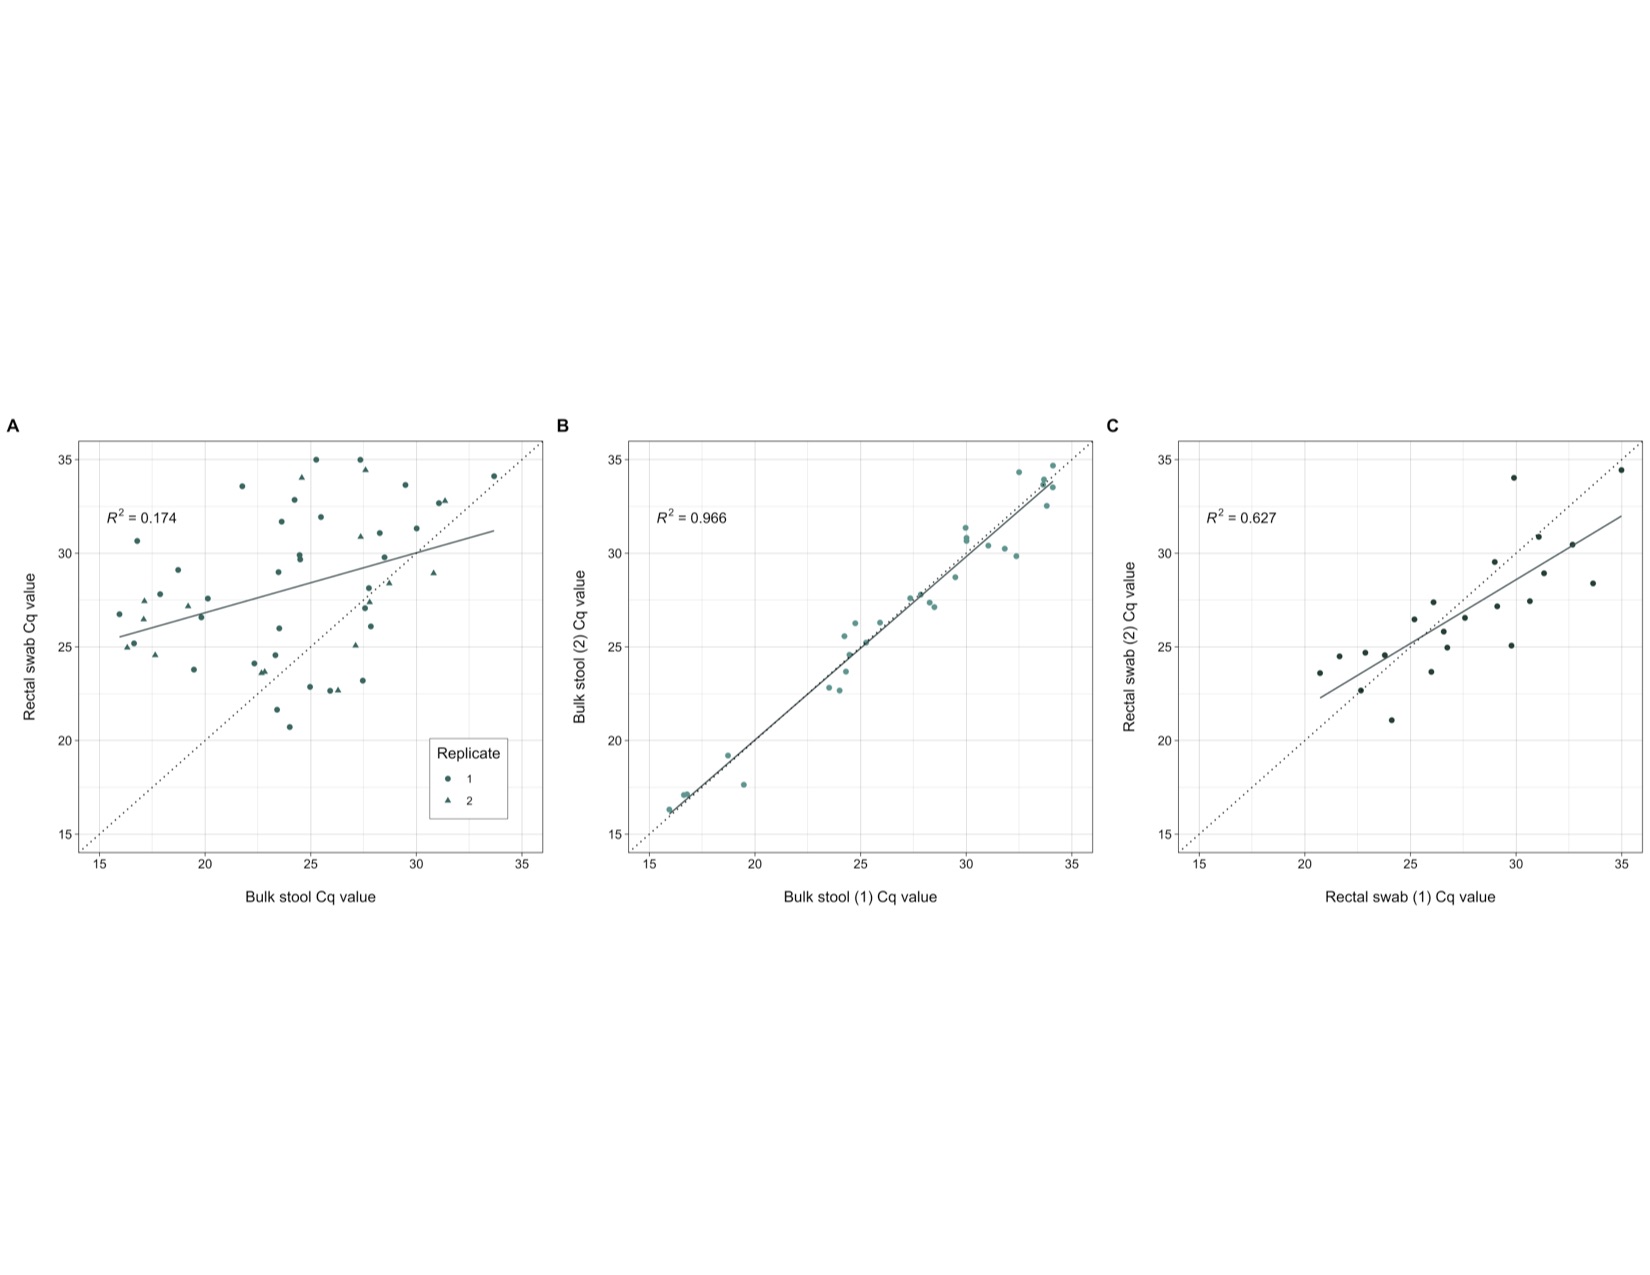 A
B
C
35
30
25
20
15
Rectal swab Cq value
R² = 0.174
Replicate
1
2
15 20 25 30 35
Bulk stool Cq value
35
30
25
20
15
Bulk stool (2) Cq value
R² = 0.966
15 20 25 30 35
Bulk stool (1) Cq value
35
30
25
20
15
Rectal swab (2) Cq value
R² = 0.627
15 20 25 30 35
Rectal swab (1) Cq value